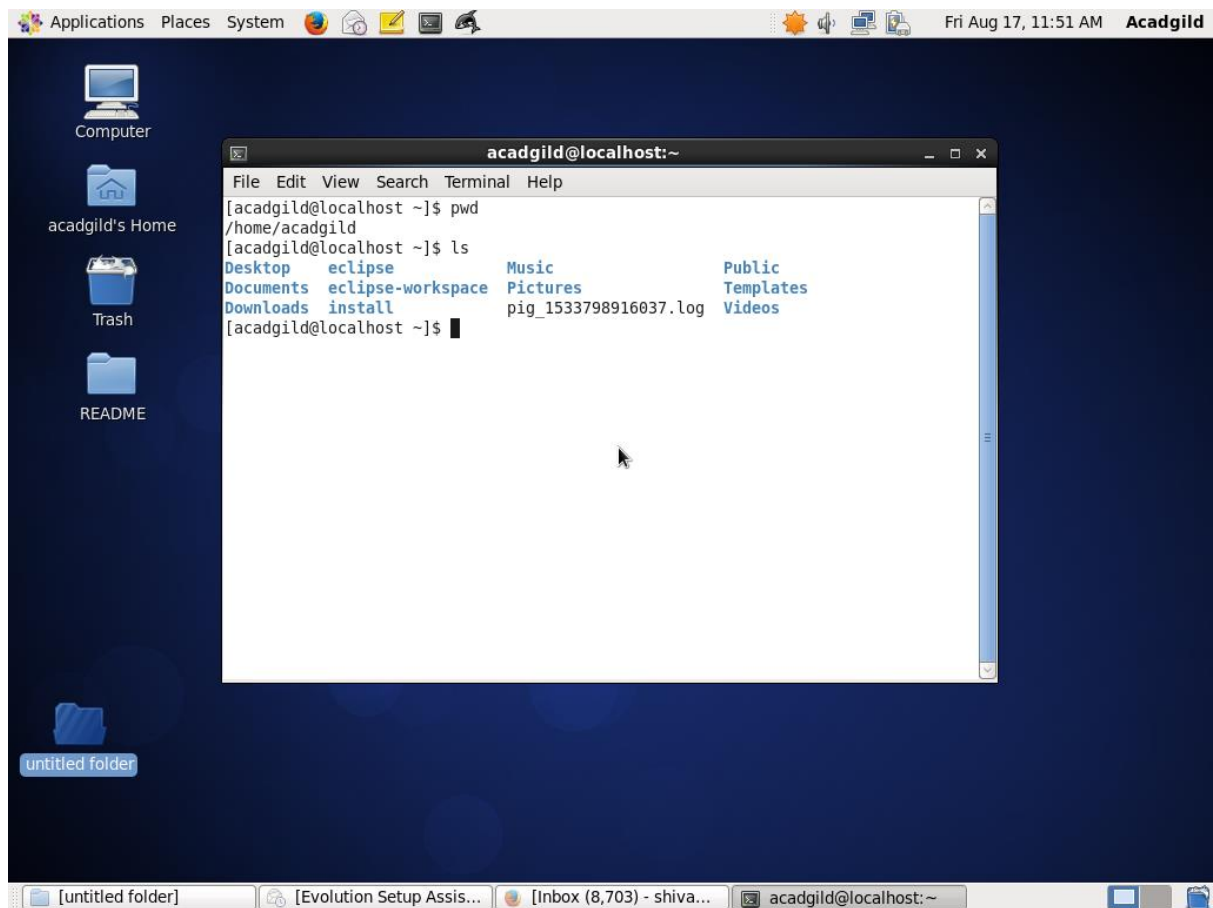 Applications Places System Fri Aug 17, 11:51 AM Acadgild
Computer
acadgild's Home
Trash
README
untitled folder
acadgild@localhost:~
File Edit View Search Terminal Help
[acadgild@localhost ~]$ pwd
/home/acadgild
[acadgild@localhost ~]$ ls
Desktop eclipse Music Public
Documents eclipse-workspace Pictures Templates
Downloads install pig_1533798916037.log Videos
[acadgild@localhost ~]$
[untitled folder] [Evolution Setup Assis... [Inbox (8,703) - shiva... acadgild@localhost:~